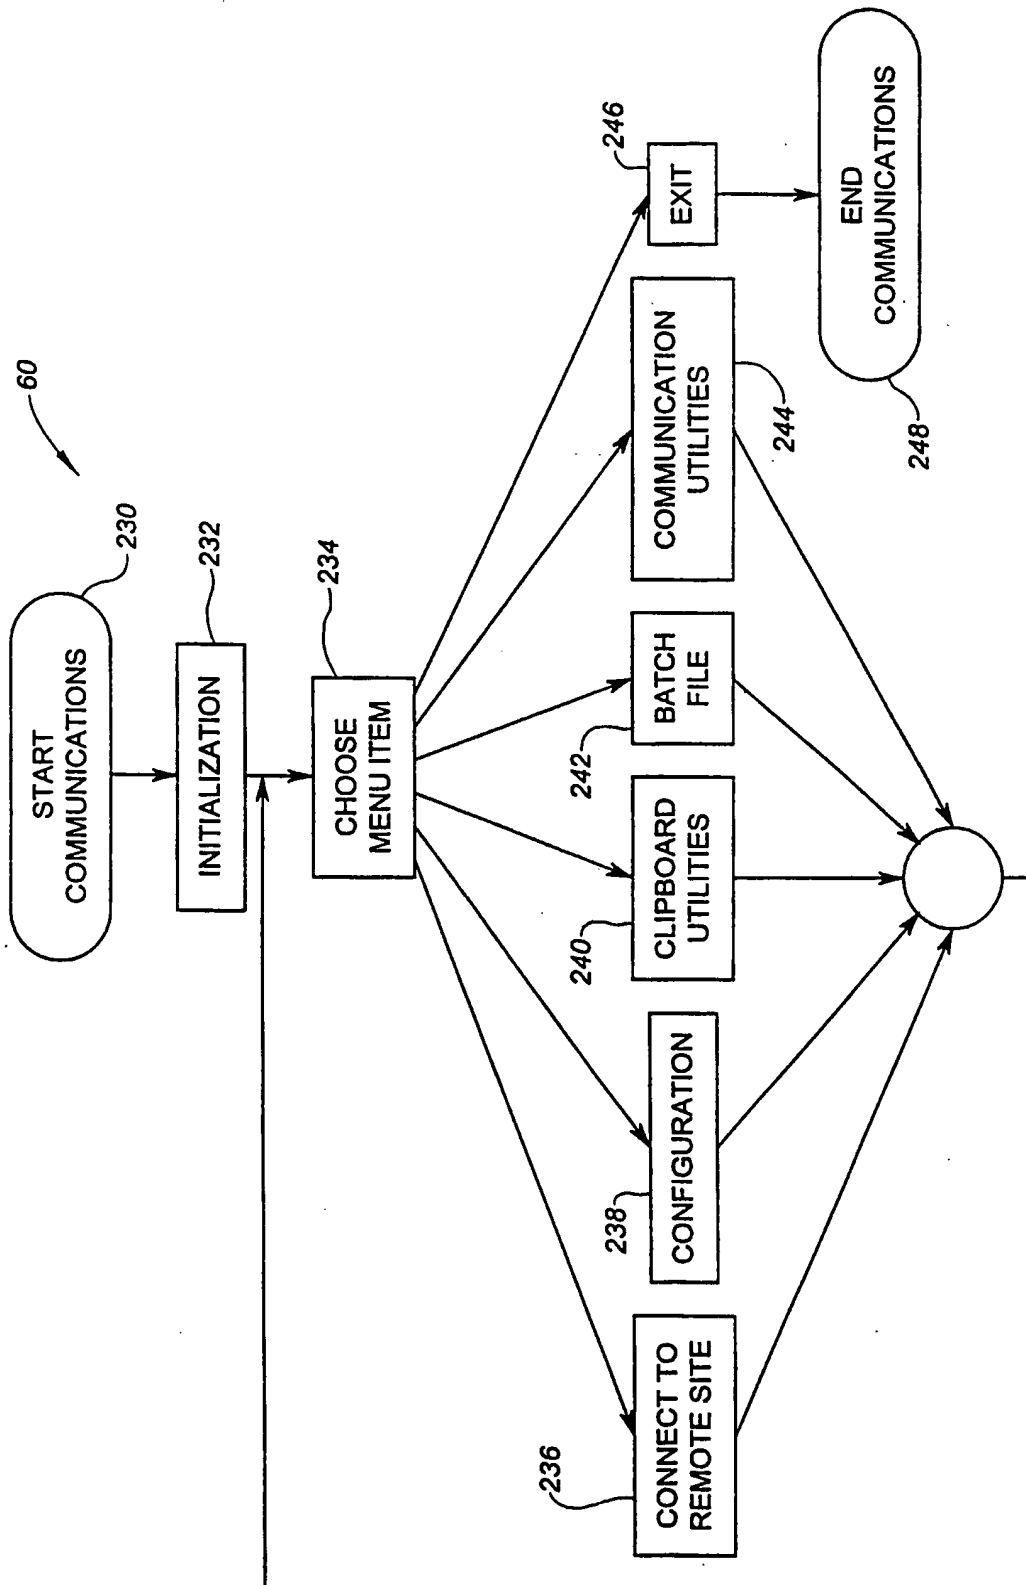 60
START
COMMUNICATIONS
230
INITIALIZATION
232
CHOOSE
MENU ITEM
234
CONNECT TO
REMOTE SITE
236
CONFIGURATION
238
CLIPBOARD
UTILITIES
240
BATCH
FILE
242
COMMUNICATION
UTILITIES
244
EXIT
246
END
COMMUNICATIONS
248